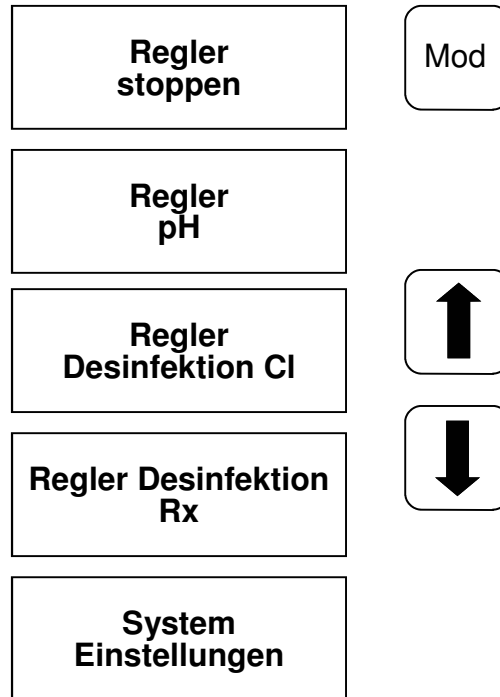 Regler
stoppen
Mod
Regler
pH
Regler
Desinfektion Cl
Regler Desinfektion
Rx
System
Einstellungen